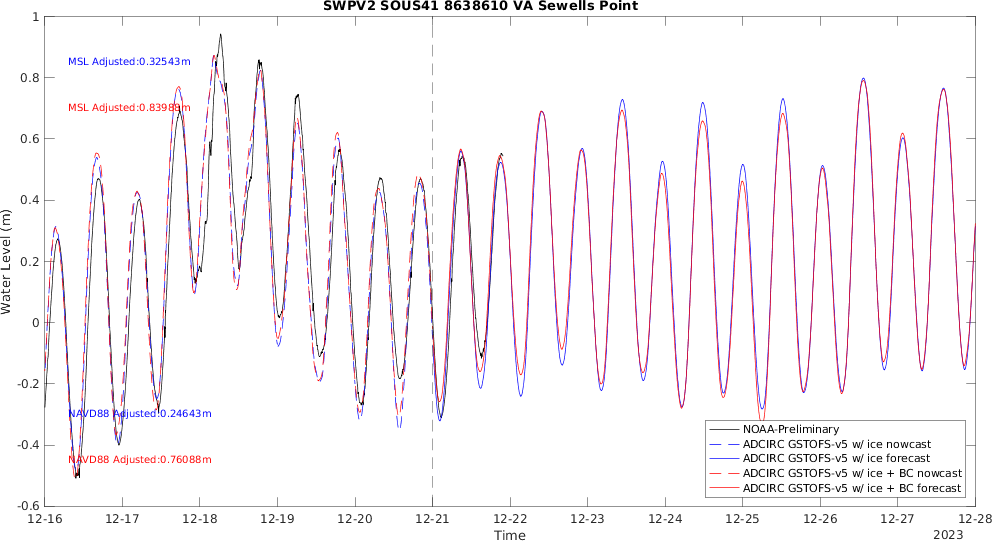 SWPV2 SOUS41 8638610 VA Sewells Point
Water Level (m)
1
0.8
0.6
0.4
0.2
0
-0.2
-0.4
-0.6
MSL Adjusted:0.32543m
MSL Adjusted:0.83988m
NAVD88 Adjusted:0.24643m
NAVD88 Adjusted:0.76088m
NOAA-Preliminary
ADCIRC GSTOFS-v5 w/ ice nowcast
ADCIRC GSTOFS-v5 w/ ice forecast
ADCIRC GSTOFS-v5 w/ ice + BC nowcast
ADCIRC GSTOFS-v5 w/ ice + BC forecast
12-16 12-17 12-18 12-19 12-20 12-21 12-22 12-23 12-24 12-25 12-26 12-27 12-28
Time
2023